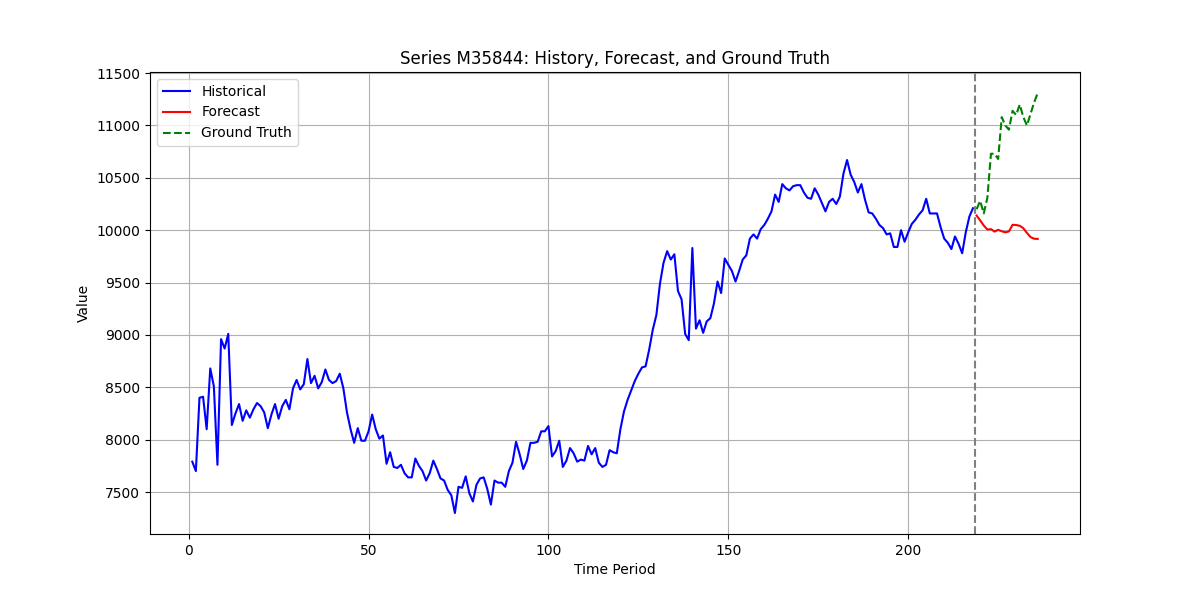 Series M35844: History, Forecast, and Ground Truth
Historical
Forecast
Ground Truth
11500
11000
10500
10000
9500
9000
8500
8000
7500
Value
0
50
100
150
200
Time Period